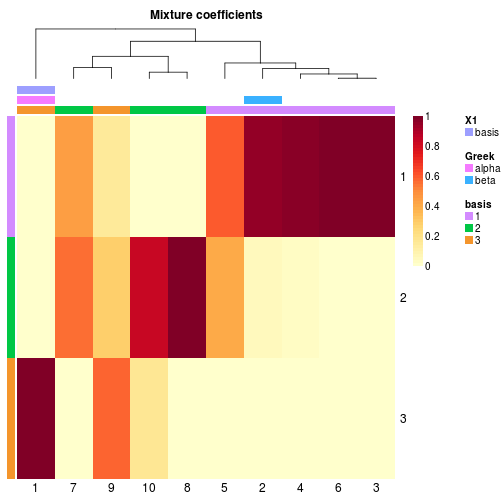 Mixture coefficients
X1
basis
Greek
alpha
beta
basis
1
2
3
1
0.8
0.6
0.4
0.2
0
1
2
3
1 7 9 10 8 5 2 4 6 3